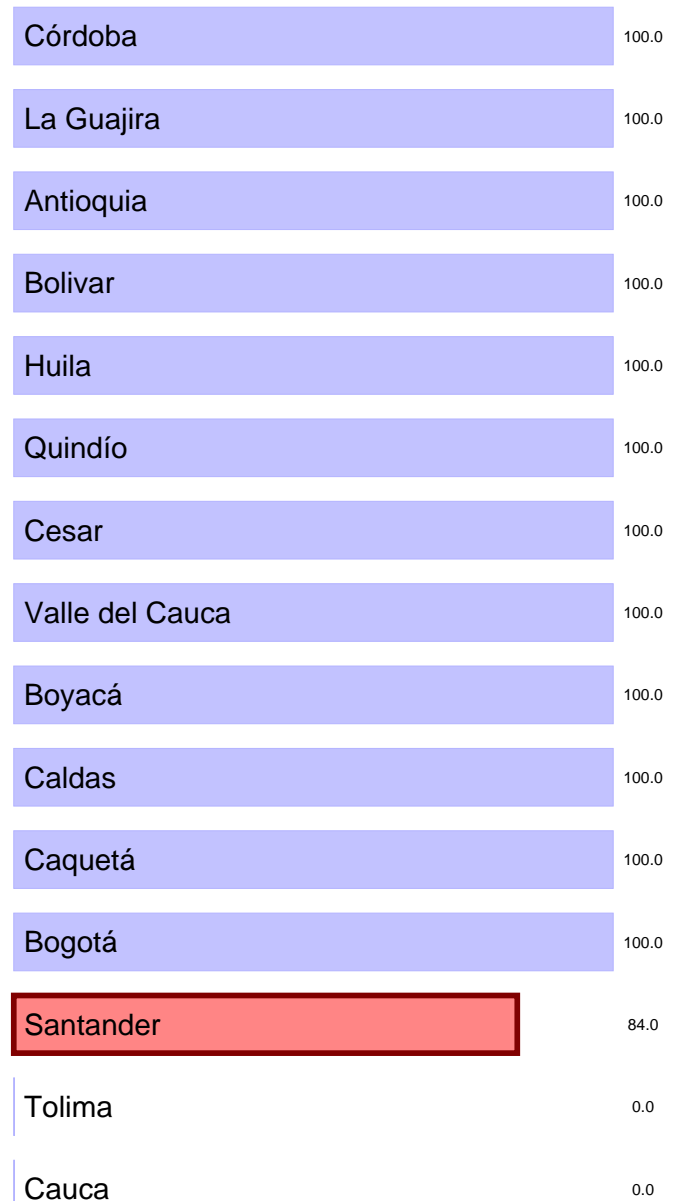 Córdoba 100.0
La Guajira 100.0
Antioquia 100.0
Bolivar 100.0
Huila 100.0
Quindío 100.0
Cesar 100.0
Valle del Cauca 100.0
Boyacá 100.0
Caldas 100.0
Caquetá 100.0
Bogotá 100.0
Santander 84.0
Tolima 0.0
Cauca 0.0